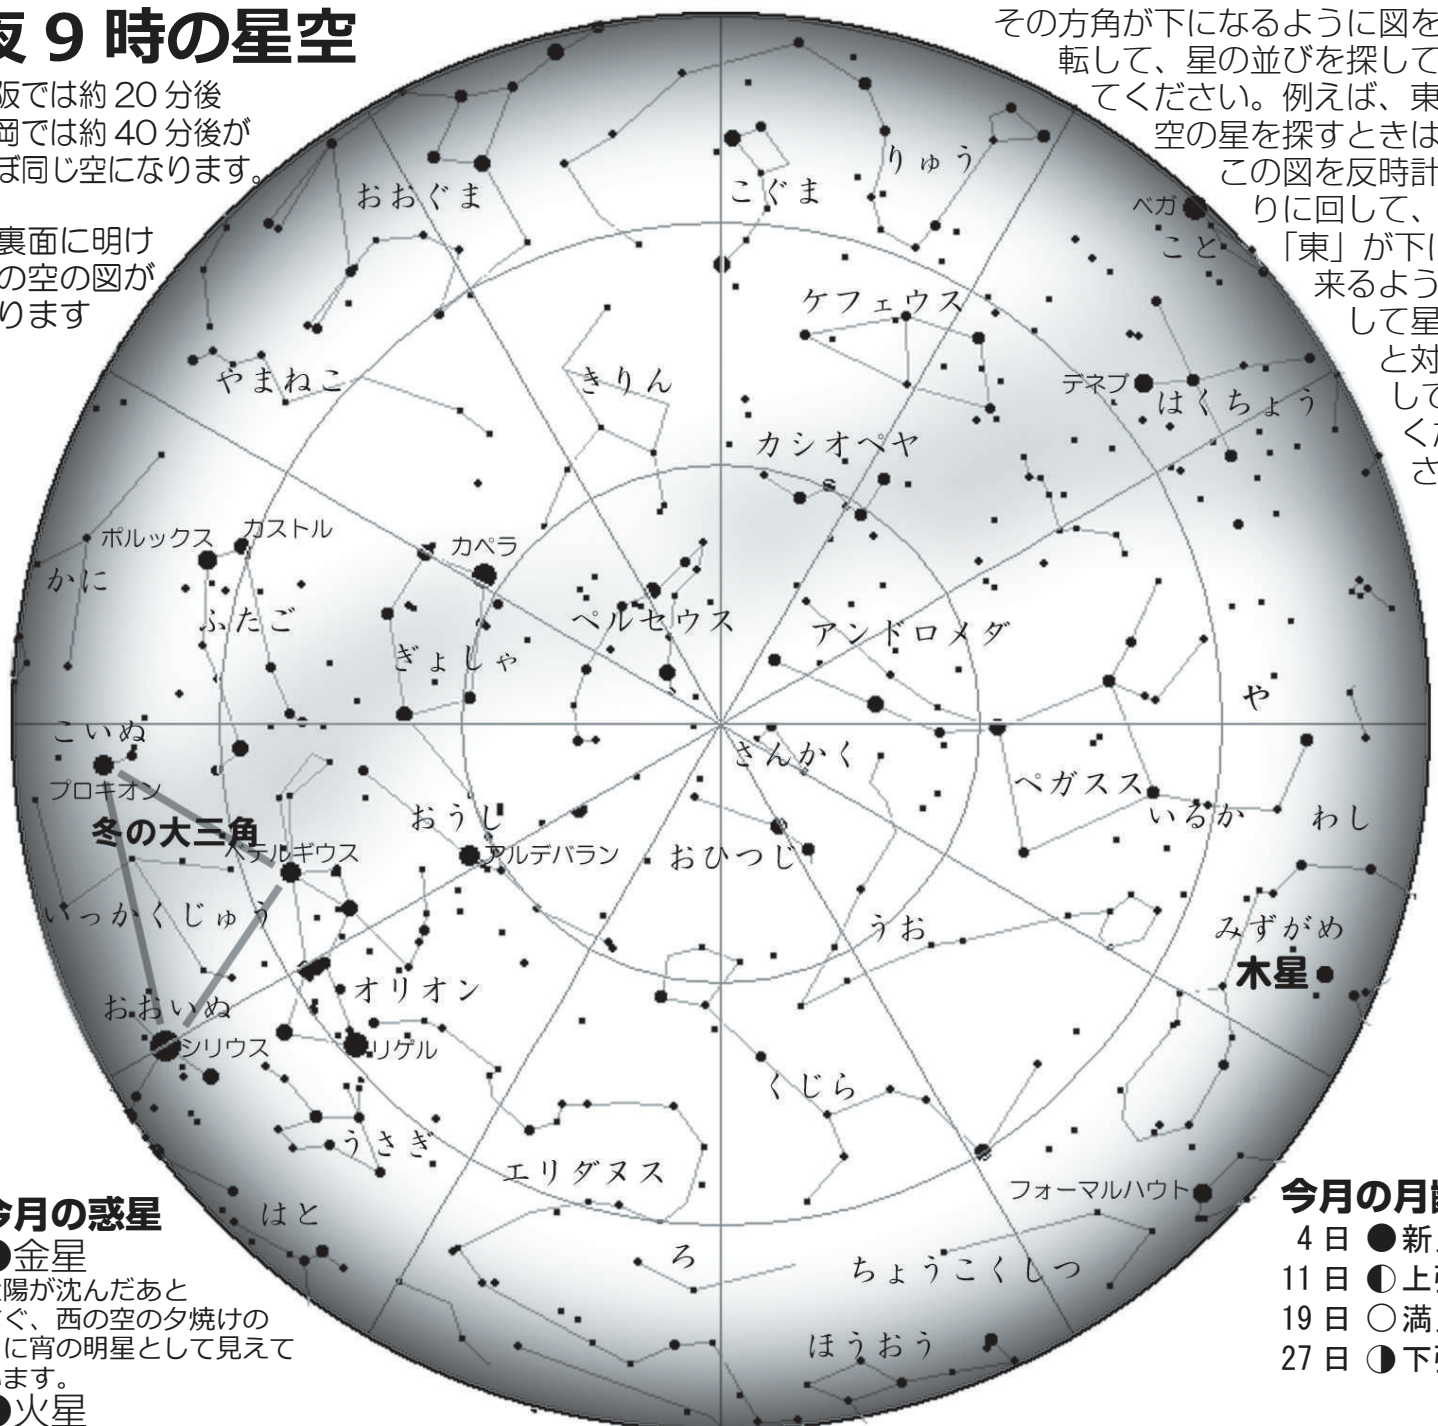 夜 9 時の星空
阪では約 20 分後
岡では約 40 分後が
ぼ同じ空になります。
裏面に明け
の空の図が
ります
その方角が下になるように図を
転して、星の並びを探して
てください。例えば、東
空の星を探すときは
この図を反時計
りに回して、
「東」が下に
来るよう
して星
と対
して
くだ
さ
おおぐま
こぐま
りゅう
ベガ
こと
ケフェウス
やまねこ
きりん
デネブ
はくちょう
カシオペヤ
ポルックス
カストル
カペラ
かに
ふたご
ペルセウス
アンドロメダ
ぎょしゃ
や
こいぬ
プロキオン
さんかく
ペガスス
冬の大三角
おうし
いるか
わし
ベテルギウス
アルデバラン
おひつじ
いっかくじゅう
うお
みずがめ
木星
おおいぬ
オリオン
シリウス
リゲル
くじら
うさぎ
エリダヌス
フォーマルハウト
はと
ろ
ちょうこくしつ
ほうおう
今月の惑星
●金星
太陽が沈んだあと
すぐ、西の空の夕焼けの
に宵の明星として見えて
います。
●火星
今月の月齢
4 日 ●新月
11 日 ◐上弦
19 日 ○満月
27 日 ◑下弦